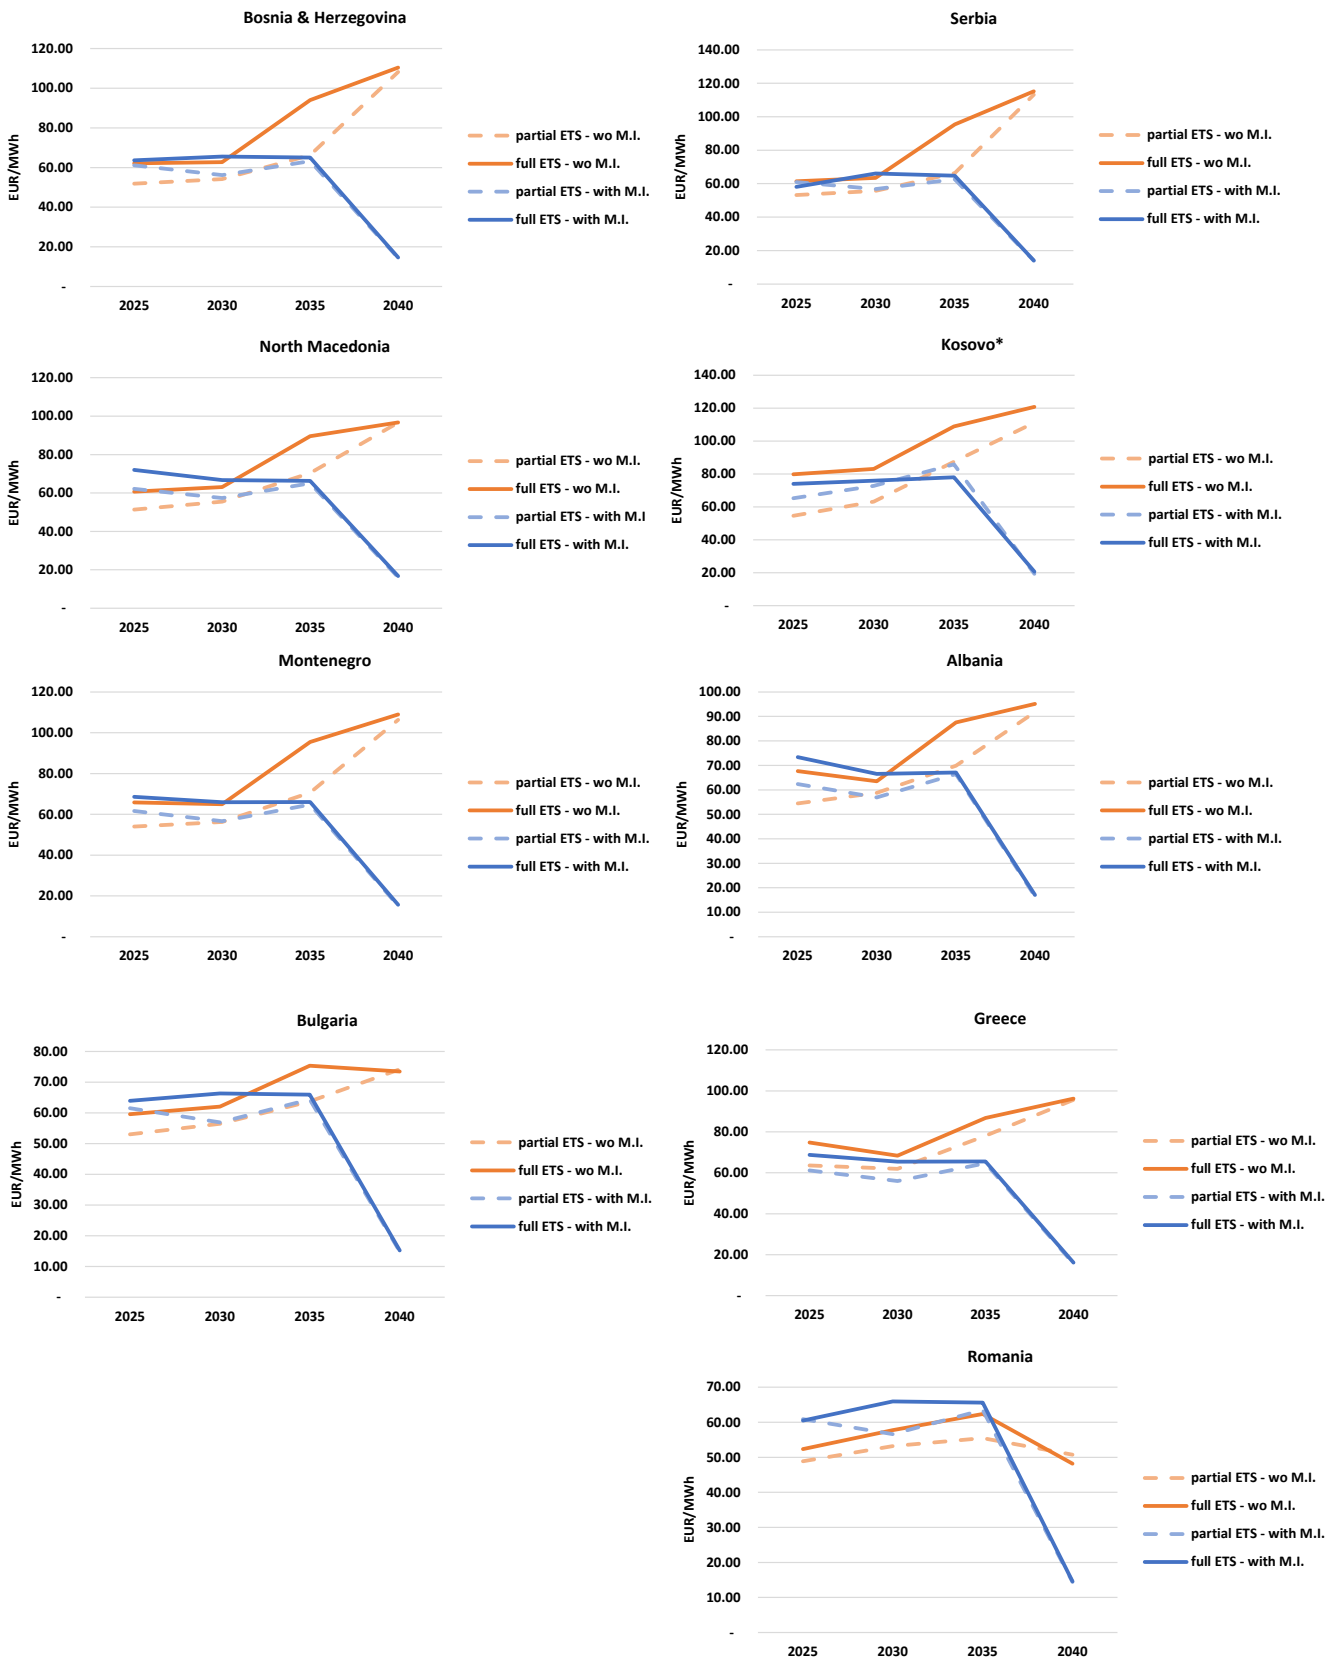 Bosnia & Herzegovina
120.00
100.00
80.00
60.00
40.00
20.00
-
EUR/MWh
2025 2030 2035 2040
partial ETS - wo M.I.
full ETS - wo M.I.
partial ETS - with M.I.
full ETS - with M.I.
Serbia
140.00
120.00
100.00
80.00
60.00
40.00
20.00
-
EUR/MWh
2025 2030 2035 2040
partial ETS - wo M.I.
full ETS - wo M.I.
partial ETS - with M.I.
full ETS - with M.I.
North Macedonia
120.00
100.00
80.00
60.00
40.00
20.00
-
EUR/MWh
2025 2030 2035 2040
partial ETS - wo M.I.
full ETS - wo M.I.
partial ETS - with M.I
full ETS - with M.I.
Kosovo*
140.00
120.00
100.00
80.00
60.00
40.00
20.00
-
EUR/MWh
2025 2030 2035 2040
partial ETS - wo M.I.
full ETS - wo M.I.
partial ETS - with M.I.
full ETS - with M.I.
Montenegro
120.00
100.00
80.00
60.00
40.00
20.00
-
EUR/MWh
2025 2030 2035 2040
partial ETS - wo M.I.
full ETS - wo M.I.
partial ETS - with M.I.
full ETS - with M.I.
Albania
100.00
90.00
80.00
70.00
60.00
50.00
40.00
30.00
20.00
10.00
-
EUR/MWh
2025 2030 2035 2040
partial ETS - wo M.I.
full ETS - wo M.I.
partial ETS - with M.I.
full ETS - with M.I.
Bulgaria
80.00
70.00
60.00
50.00
40.00
30.00
20.00
10.00
-
EUR/MWh
2025 2030 2035 2040
partial ETS - wo M.I.
full ETS - wo M.I.
partial ETS - with M.I.
full ETS - with M.I.
Greece
120.00
100.00
80.00
60.00
40.00
20.00
-
EUR/MWh
2025 2030 2035 2040
partial ETS - wo M.I.
full ETS - wo M.I.
partial ETS - with M.I.
full ETS - with M.I.
Romania
70.00
60.00
50.00
40.00
30.00
20.00
10.00
-
EUR/MWh
2025 2030 2035 2040
partial ETS - wo M.I.
full ETS - wo M.I.
partial ETS - with M.I.
full ETS - with M.I.